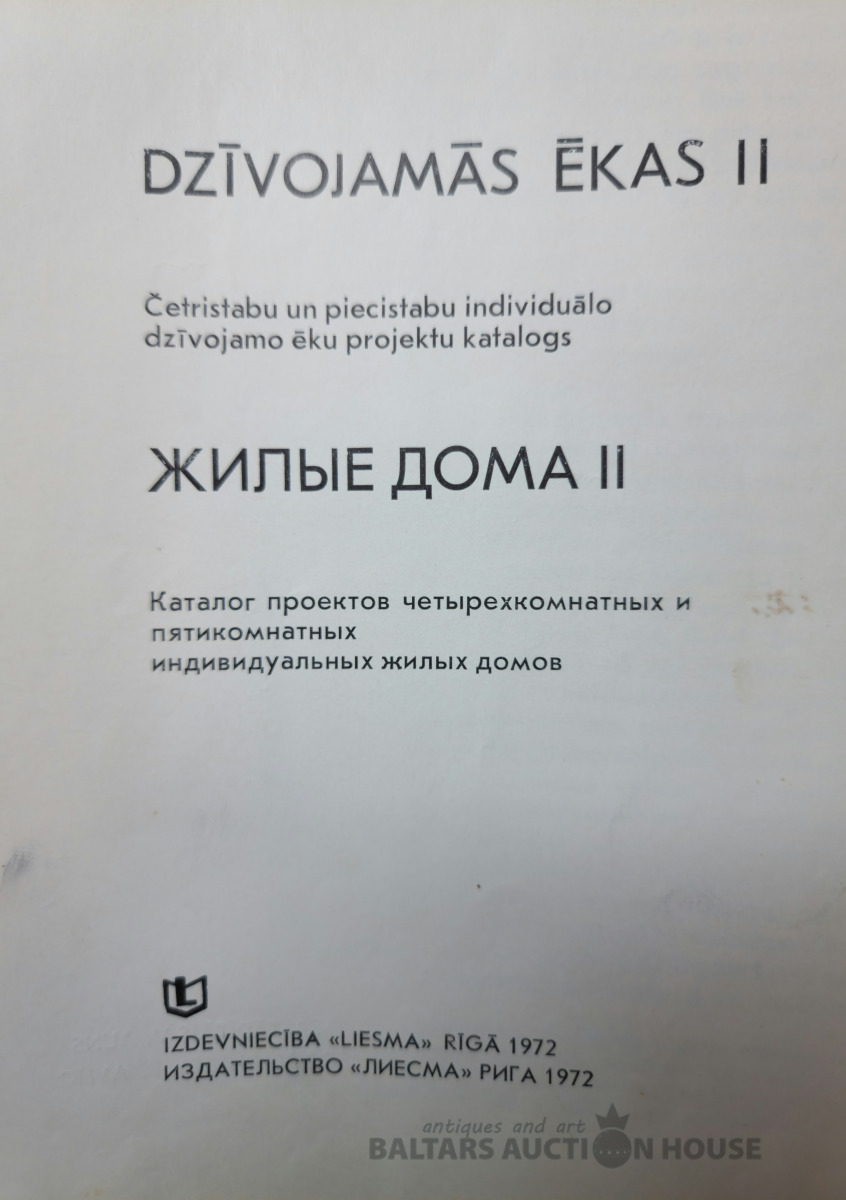 DZĪVOJAMĀS ĒKAS II
Četristabu un piecistabu individuālo
dzīvojamo ēku projektu katalogs
ЖИЛЫЕ ДОМА II
Каталог проектов четырехкомнатных и
пятикомнатных
индивидуальных жилых домов
L
IZDEVNIECĪBA «LIESMA» RĪGĀ 1972
ИЗДАТЕЛЬСТВО «ЛИЕСМА» РИГА 1972
antiques and art
BALTARS AUCTION HOUSE